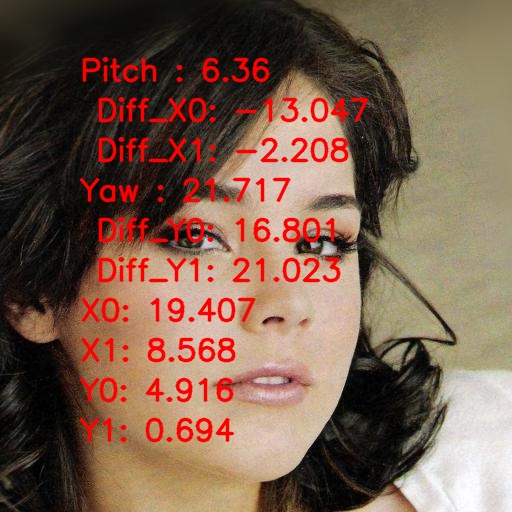 Pitch : 6.36
Diff_X0: -13.047
Diff_X1: -2.208
Yaw : 21.717
Diff_Y0: 16.801
Diff_Y1: 21.023
X0: 19.407
X1: 8.568
Y0: 4.916
Y1: 0.694